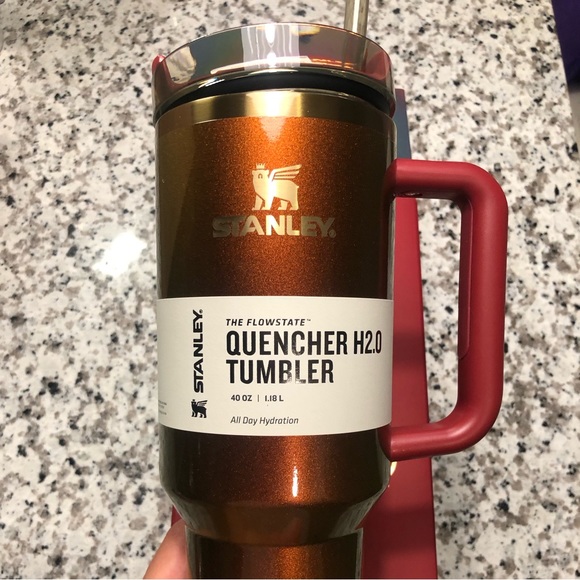 STANLEY®
STANLEY®
THE FLOWSTATE™
QUENCHER H2.0
TUMBLER
40 OZ | 1.18 L
All Day Hydration